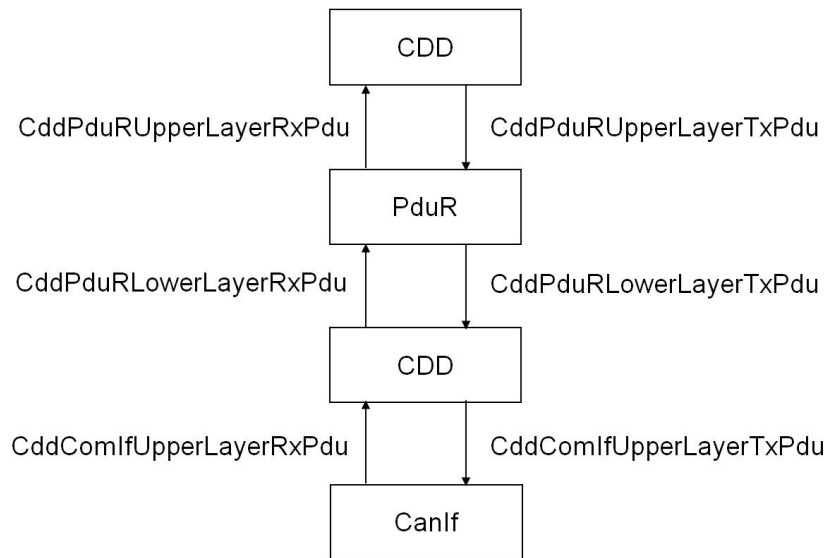 CDD
CddPduRUpperLayerRxPdu
CddPduRUpperLayerTxPdu
PduR
CddPduRLowerLayerRxPdu
CddPduRLowerLayerTxPdu
CDD
CddComIfUpperLayerRxPdu
CddComIfUpperLayerTxPdu
CanIf